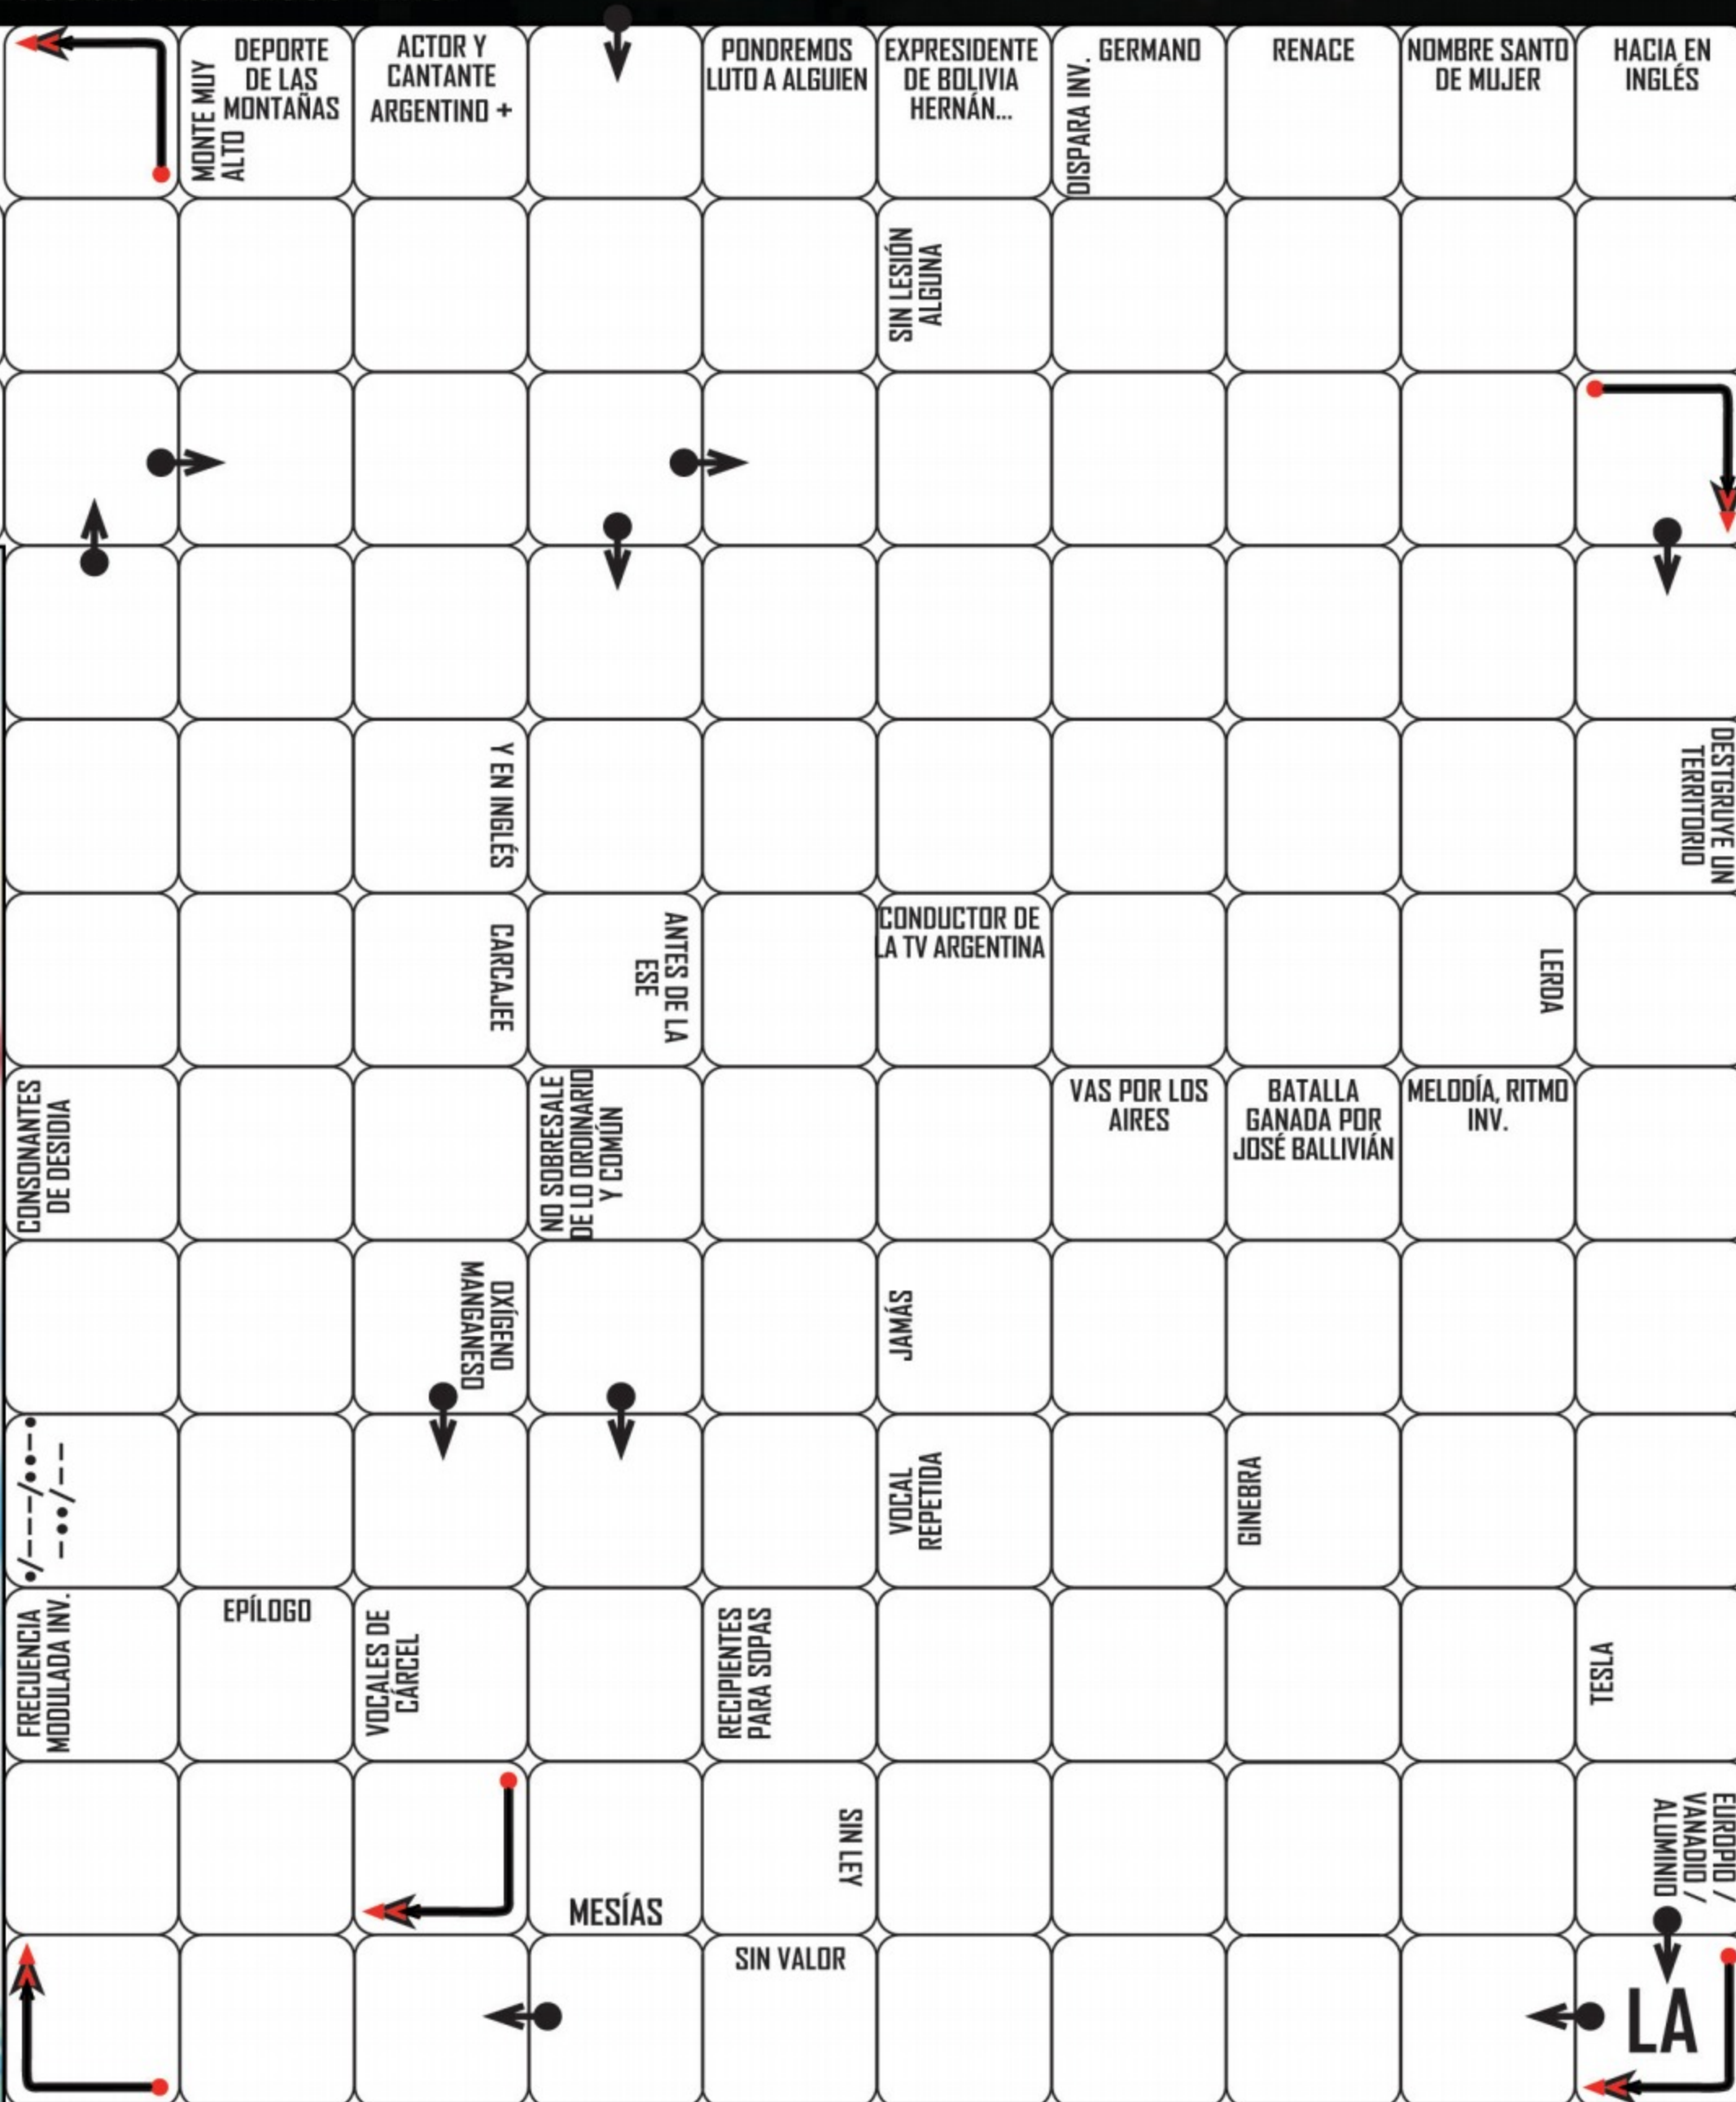 MONTE MUY
ALTO
DEPORTE
DE LAS
MONTAÑAS
ACTOR Y
CANTANTE
ARGENTINO +
PONDREMOS
LUTO A ALGUIEN
EXPRESIDENTE
DE BOLIVIA
HERNÁN...
DISPARA INV.
GERMANO
RENACE
NOMBRE SANTO
DE MUJER
HACIA EN
INGLÉS
SIN LESIÓN
ALGUNA
Y EN INGLÉS
DESTGRUYE UN
TERRITORIO
CARCAJEE
ANTES DE LA
ESE
CONDUCTOR DE
LA TV ARGENTINA
LERDA
CONSONANTES
DE DESIDIA
NO SOBRESALE
DE LO ORDINARIO
Y COMÚN
VAS POR LOS
AIRES
BATALLA
GANADA POR
JOSÉ BALLIVIÁN
MELODÍA, RITMO
INV.
OXÍGENO
MANGANESO
JAMÁS
•/---/•-••-•
-••/--
VOCAL
REPETIDA
GINEBRA
FRECUENCIA
MODULADA INV.
EPÍLOGO
VOCALES DE
CÁRCEL
RECIPIENTES
PARA SOPAS
TESLA
MESÍAS
SIN LEY
EUROPIO /
VANADIO /
ALUMINIO
SIN VALOR
LA